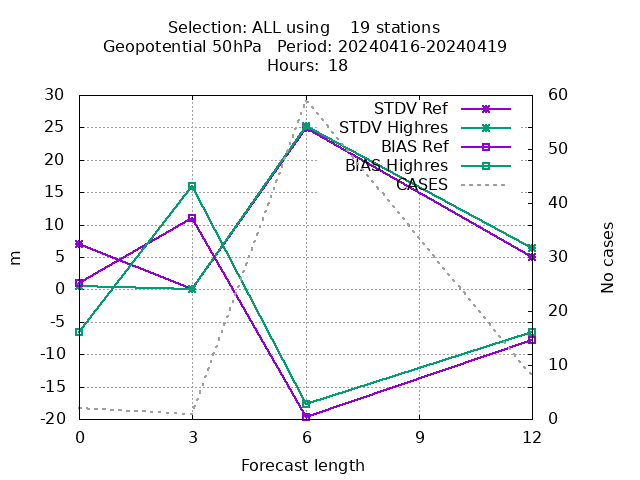 Selection: ALL using    19 stations
Geopotential 50hPa   Period: 20240416-20240419
Hours: 18
30
25
20
15
10
5
0
-5
-10
-15
-20
60
50
40
30
20
10
0
STDV Ref
STDV Highres
BIAS Ref
BIAS Highres
CASES
m
No cases
0 3 6 9 12
Forecast length